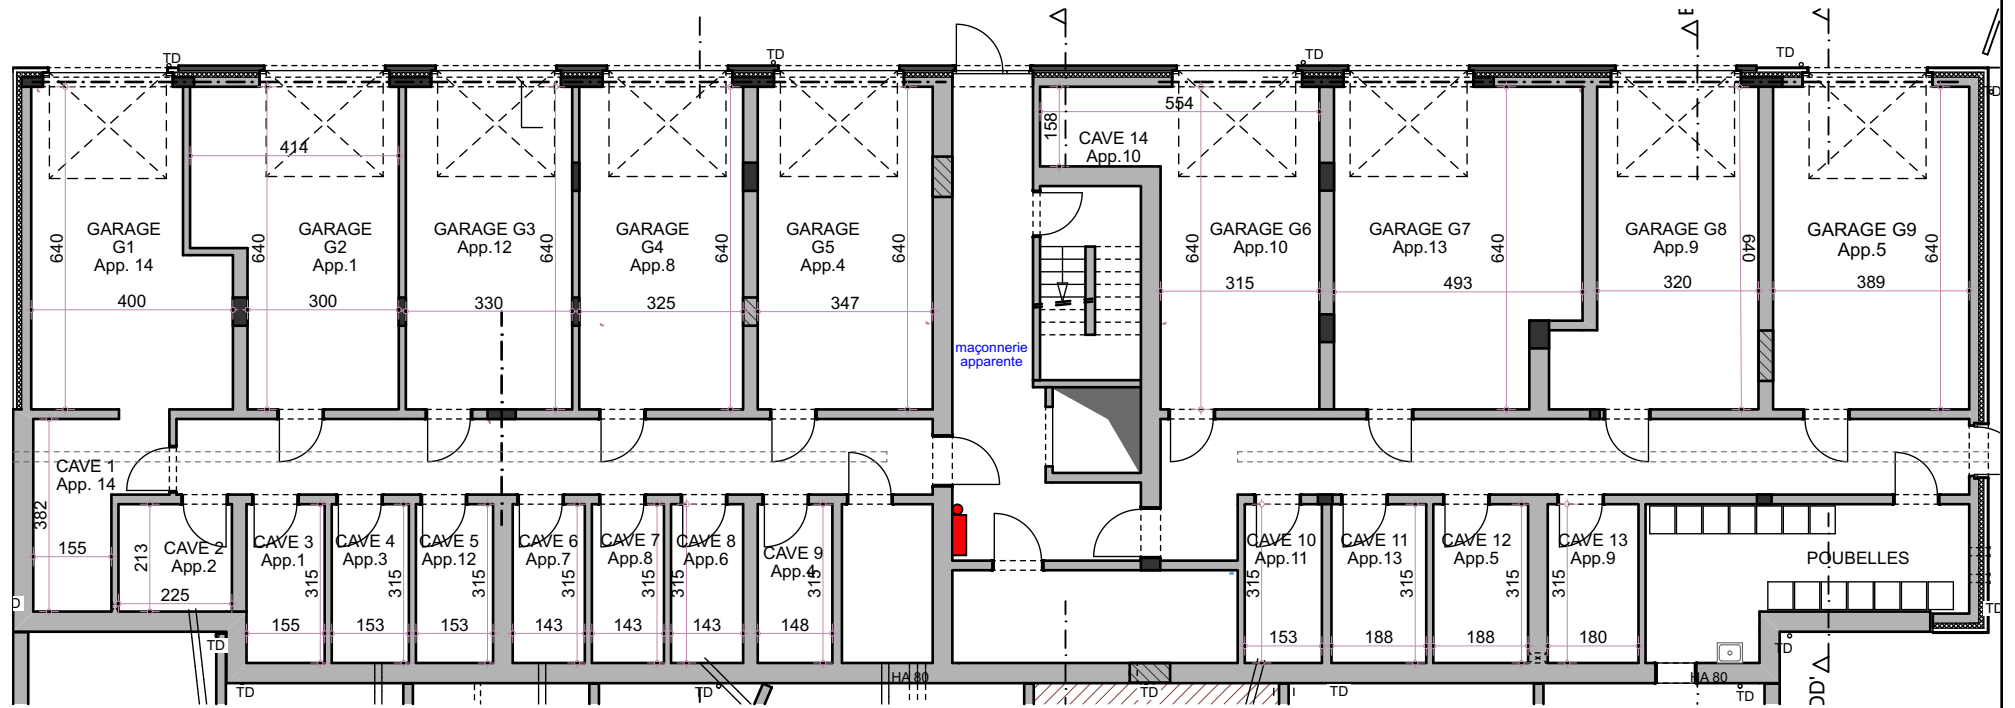 TD
TD
TD
TD
E
GARAGE
G1
App. 14
640
400
414
GARAGE
G2
App.1
640
300
GARAGE G3
App.12
640
330
GARAGE
G4
App.8
640
325
GARAGE
G5
App.4
640
347
maçonnerie
apparente
158
554
CAVE 14
App.10
GARAGE G6
App.10
640
315
GARAGE G7
App.13
640
493
GARAGE G8
App.9
640
320
GARAGE G9
App.5
640
389
CAVE 1
App. 14
382
155
CAVE 2
App.2
213
225
CAVE 3
App.1
315
155
CAVE 4
App.3
315
153
CAVE 5
App.12
315
153
CAVE 6
App.7
315
143
CAVE 7
App.8
315
143
CAVE 8
App.6
315
143
CAVE 9
App.4
315
148
CAVE 10
App.11
315
153
CAVE 11
App.13
315
188
CAVE 12
App.5
315
188
CAVE 13
App.9
315
180
POUBELLES
TD
TD
TD
TD
HA 80
TD
TD
HA 80
TD
TD
DD'